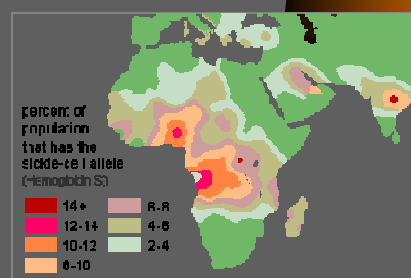 percent of
population
that has the
sickle-cell allele
(Hemoglobin S)
14+
12-14
10-12
8-10
6-8
4-6
2-4